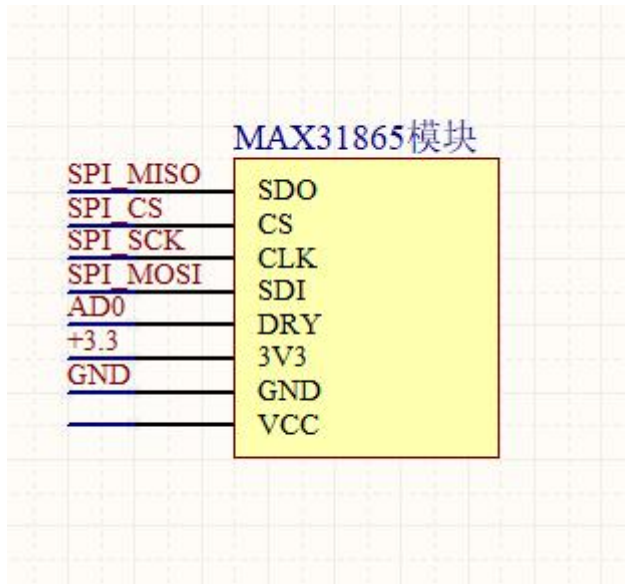 MAX31865模块
SPI_MISO SDO
SPI_CS CS
SPI_SCK CLK
SPI_MOSI SDI
AD0 DRY
+3.3 3V3
GND GND
VCC